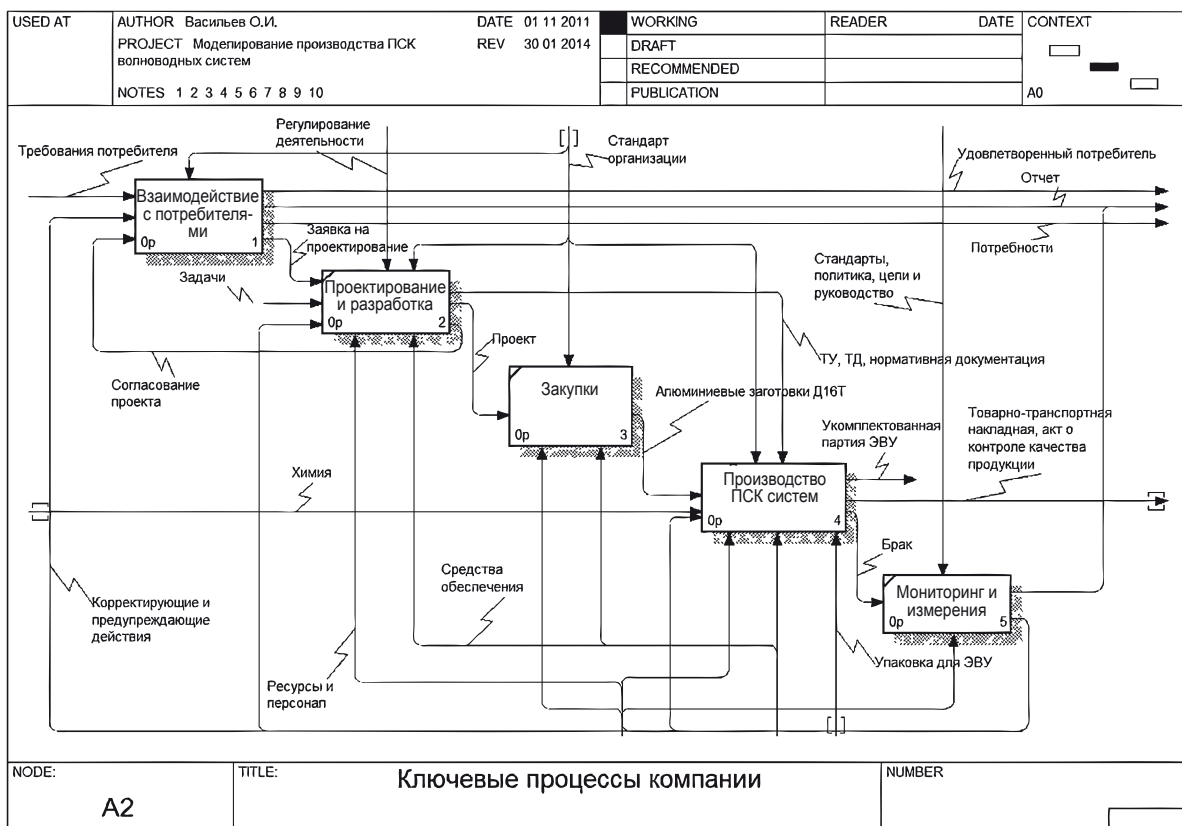 USED AT
AUTHOR Васильев О.И.
DATE 01 11 2011
PROJECT Моделирование производства ПСК
волноводных систем
REV 30 01 2014
NOTES 1 2 3 4 5 6 7 8 9 10
WORKING
DRAFT
RECOMMENDED
PUBLICATION
READER DATE
CONTEXT
A0
Требования потребителя
Регулирование
деятельности
Стандарт
организации
Удовлетворенный потребитель
Отчет
Потребности
Взаимодействие
с потребителя-
ми
0р 1
Заявка на
проектирование
Задачи
Проектирование
и разработка
0р 2
Стандарты,
политика, цели и
руководство
Согласование
проекта
Проект
ТУ, ТД, нормативная документация
Закупки
0р 3
Алюминиевые заготовки Д16Т
Укомплектованная
партия ЭВУ
Товарно-транспортная
накладная, акт о
контроле качества
продукции
Химия
Производство
ПСК систем
0р 4
Брак
Корректирующие и
предупреждающие
действия
Средства
обеспечения
Мониторинг и
измерения
0р 5
Ресурсы и
персонал
Упаковка для ЭВУ
NODE:
A2
TITLE:
Ключевые процессы компании
NUMBER